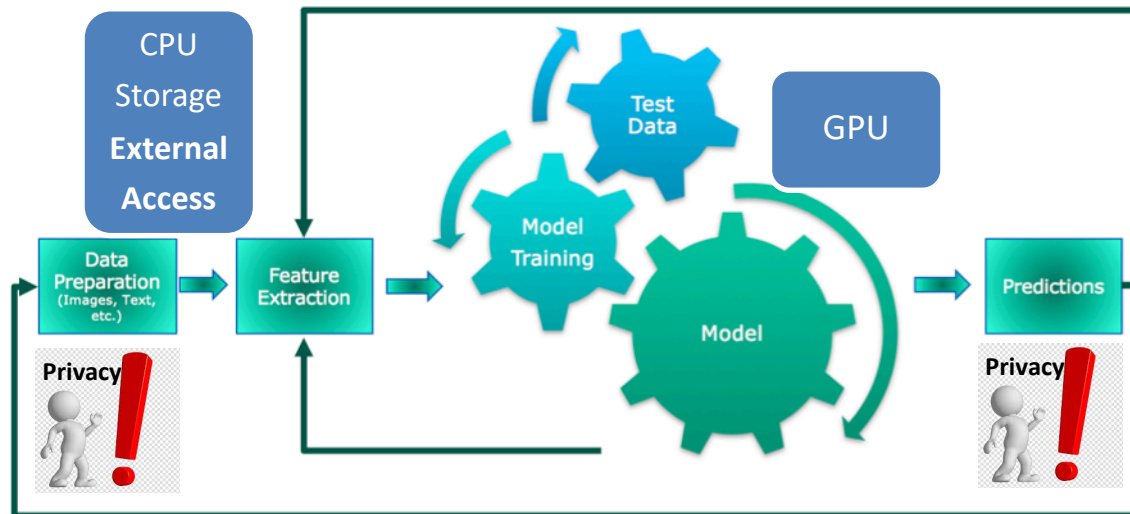 CPU
Storage
External
Access
Test
Data
GPU
Model
Training
Data
Preparation
(Images, Text,
etc.)
Feature
Extraction
Model
Predictions
Privacy
Privacy